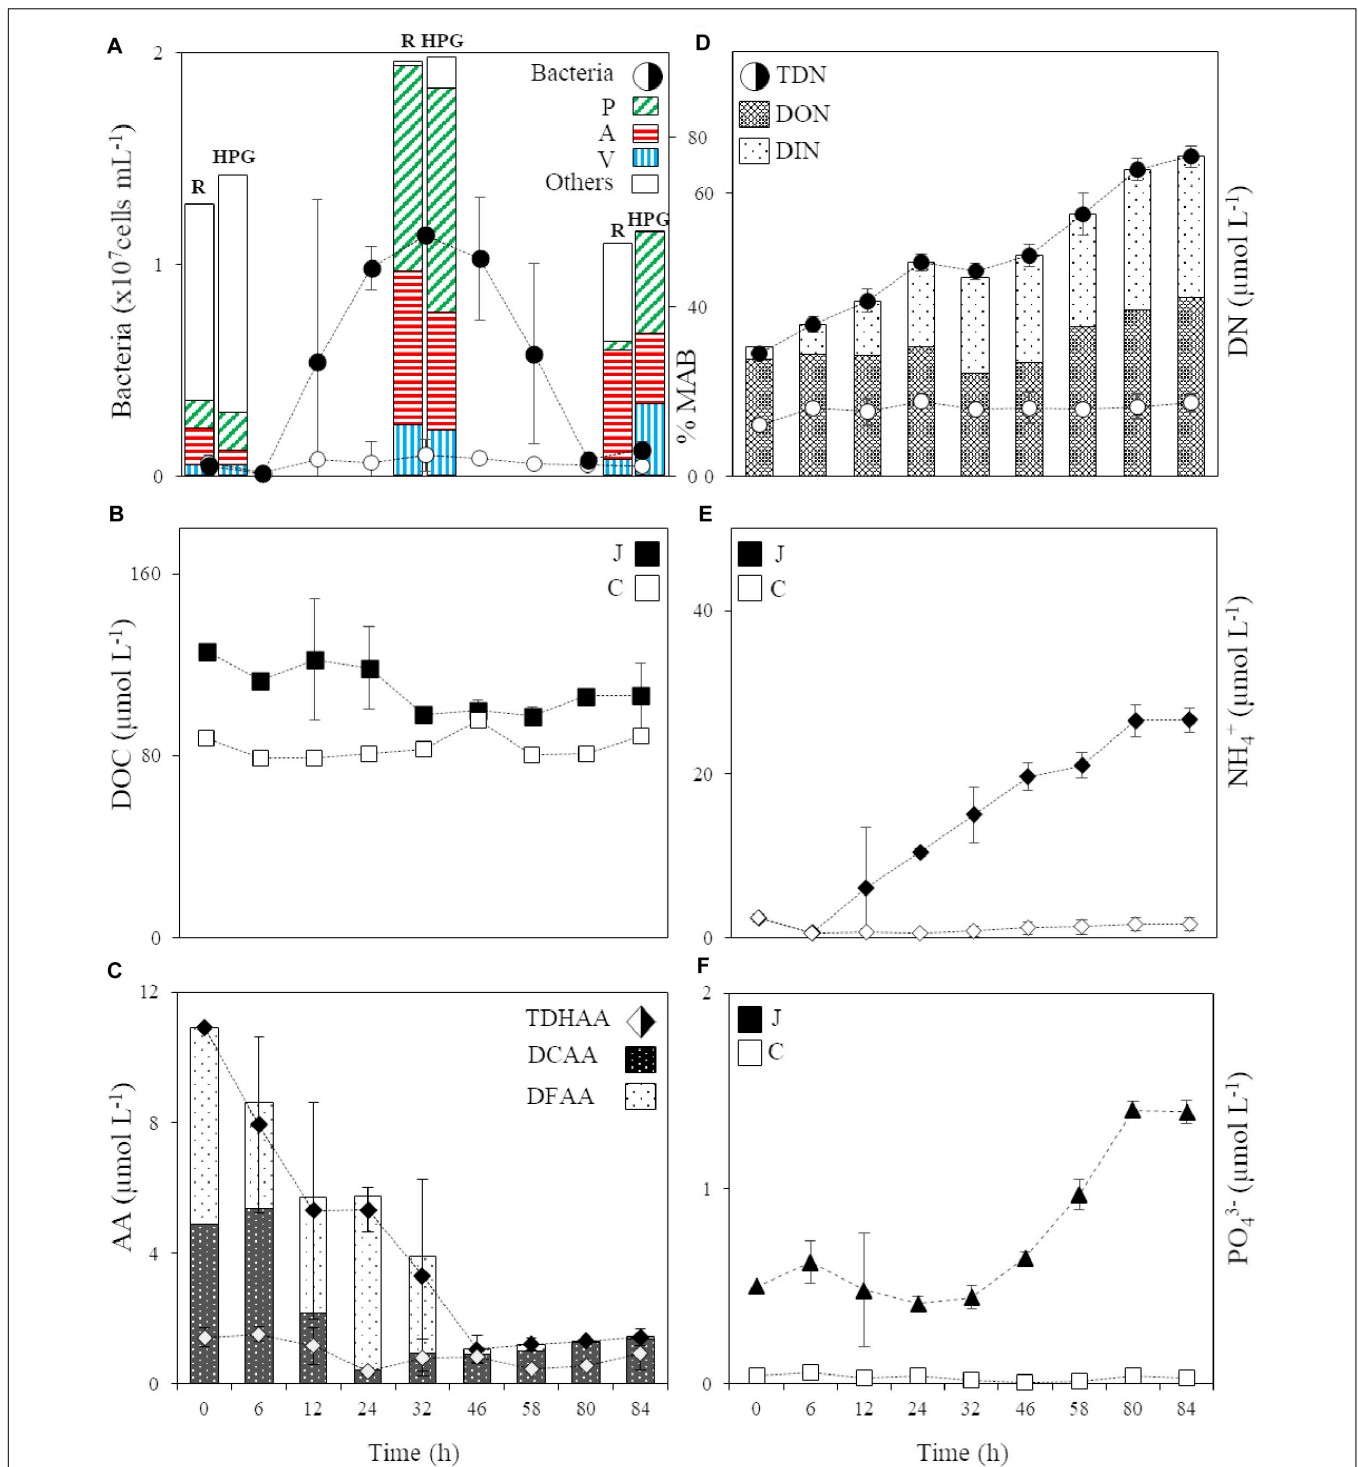 A
2
1
0
Bacteria (x10⁷cells mL⁻¹)
R
HPG
R HPG
R
HPG
Bacteria
P
A
V
Others
80
40
0
% MAB
D
TDN
DON
DIN
60
0
DN (μmol L⁻¹)
B
160
80
0
DOC (μmol L⁻¹)
J
C
E
J
C
40
20
0
NH₄⁺ (μmol L⁻¹)
C
12
8
4
0
AA (μmol L⁻¹)
TDHAA
DCAA
DFAA
0 6 12 24 32 46 58 80 84
Time (h)
F
J
C
2
1
0
PO₄³⁻ (μmol L⁻¹)
0 6 12 24 32 46 58 80 84
Time (h)